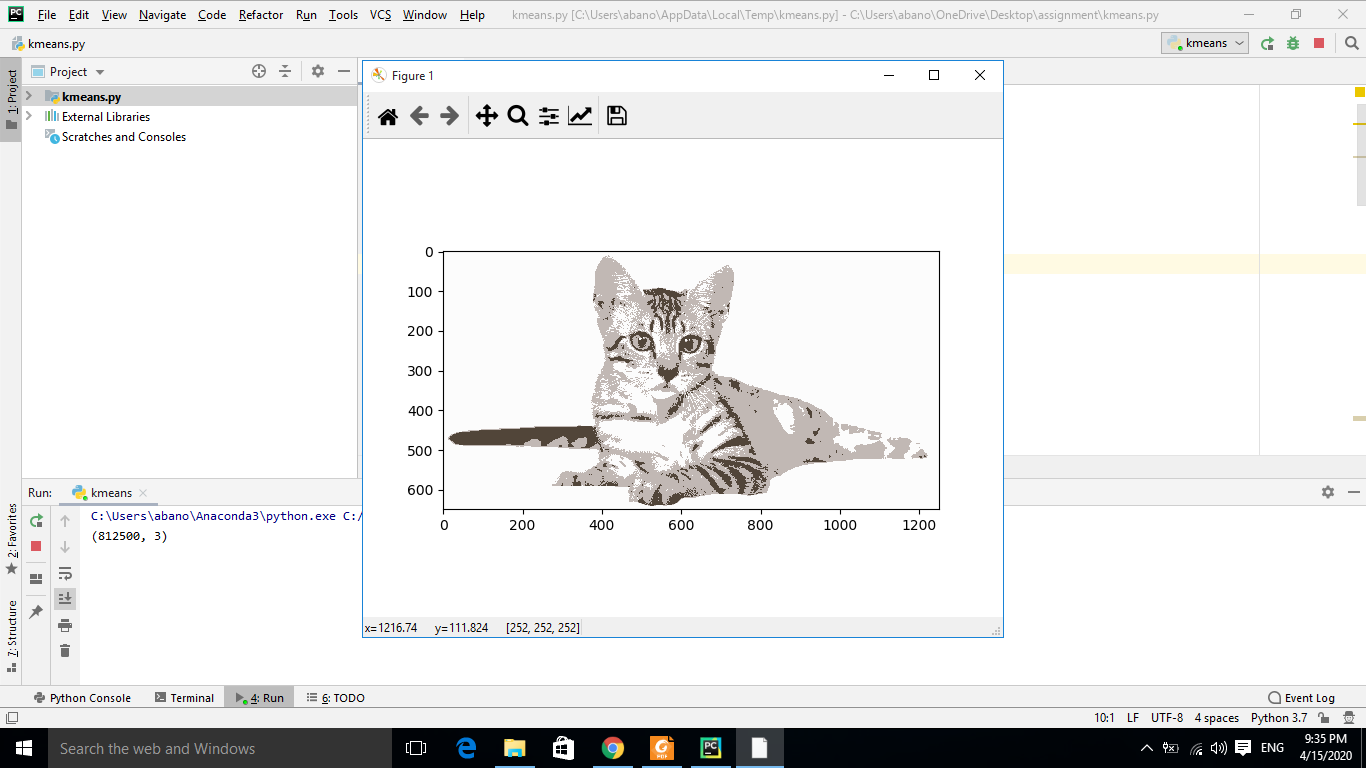 File Edit View Navigate Code Refactor Run Tools VCS Window Help kmeans.py [C:\Users\abano\AppData\Local\Temp\kmeans.py] - C:\Users\abano\OneDrive\Desktop\assignment\kmeans.py
kmeans.py
kmeans
1: Project
Project
kmeans.py
External Libraries
Scratches and Consoles
Figure 1
0
100
200
300
400
500
600
0 200 400 600 800 1000 1200
x=1216.74 y=111.824 [252, 252, 252]
2: Favorites
7: Structure
Run: kmeans
C:\Users\abano\Anaconda3\python.exe C:/
(812500, 3)
Python Console Terminal 4: Run 6: TODO Event Log
10:1 LF UTF-8 4 spaces Python 3.7
Search the web and Windows
PDF
PC
ENG
9:35 PM
4/15/2020